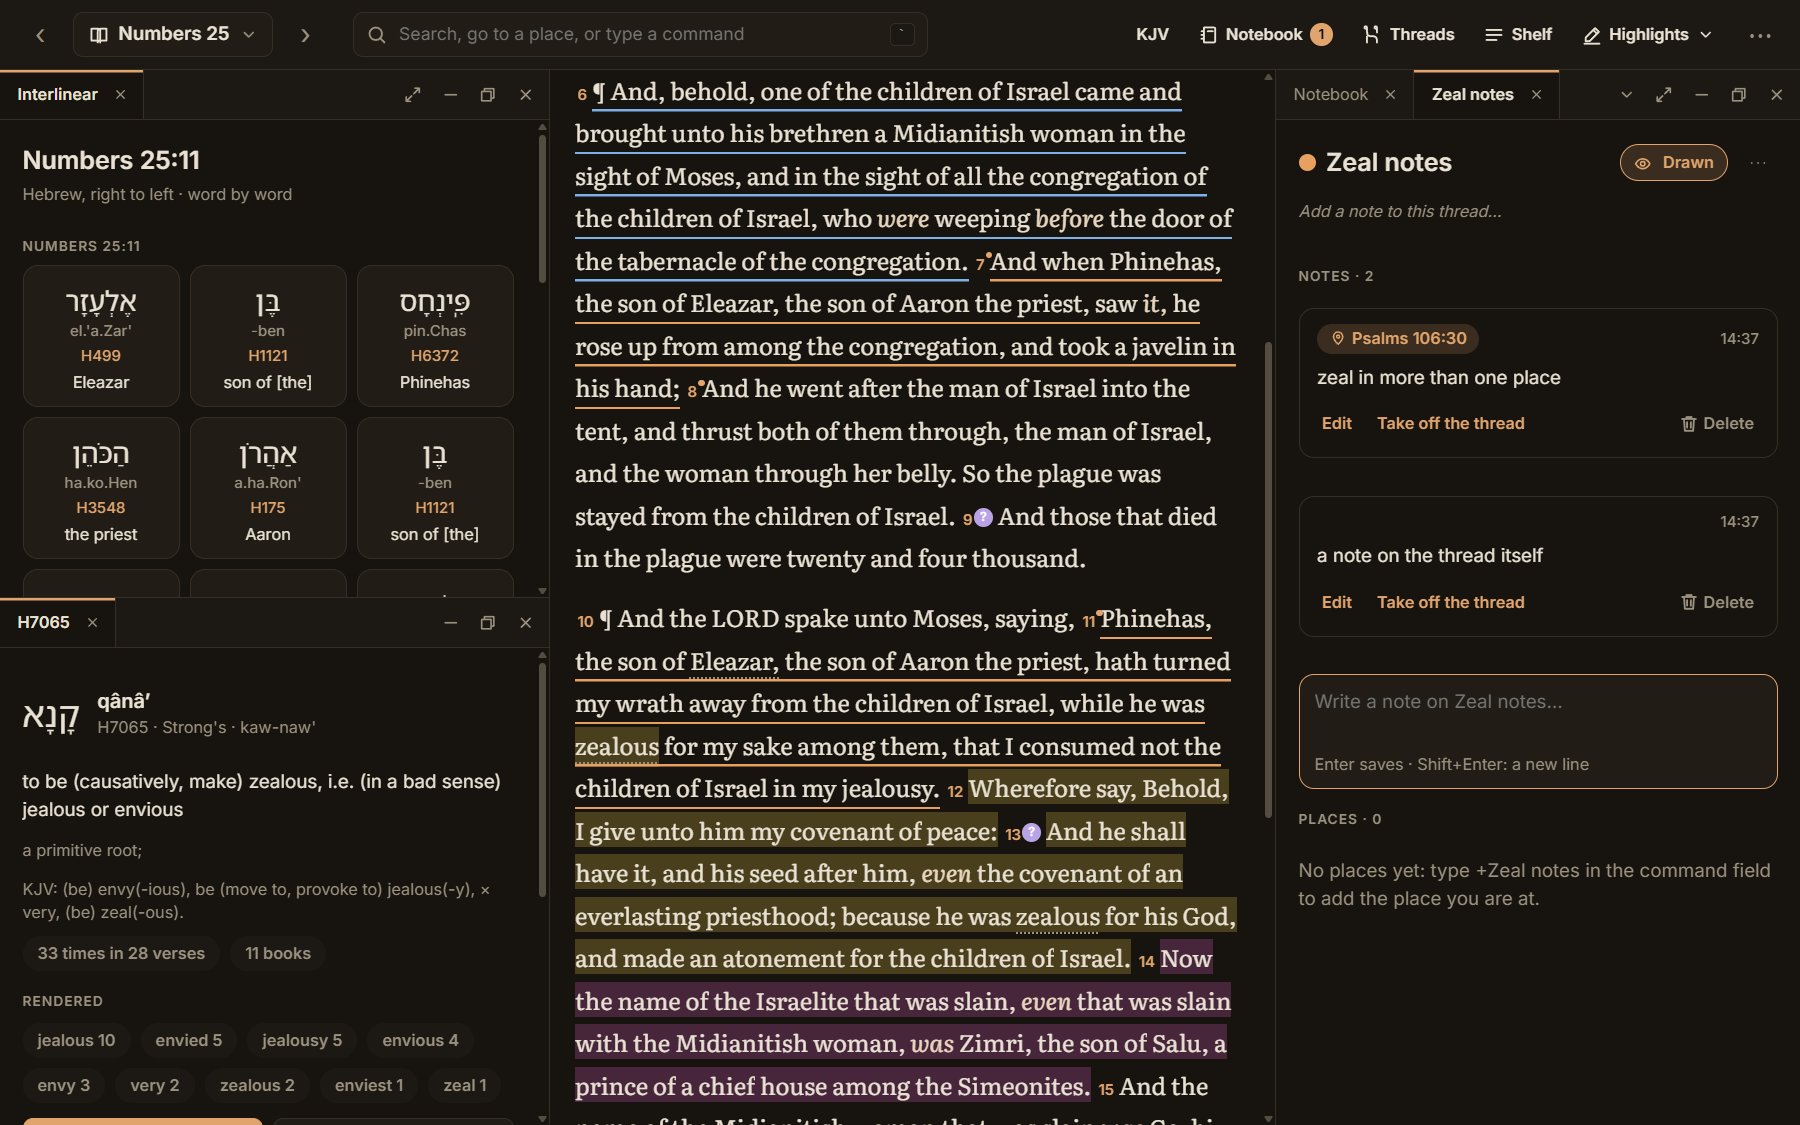 Numbers 25
Search, go to a place, or type a command
`
KJV
Notebook 1
Threads
Shelf
Highlights
Interlinear
Numbers 25:11
Hebrew, right to left · word by word
NUMBERS 25:11
אֶלְעָזָר
el.'a.Zar'
H499
Eleazar
בֶּן
-ben
H1121
son of [the]
פִּינְחָס
pin.Chas
H6372
Phinehas
הַכֹּהֵן
ha.ko.Hen
H3548
the priest
אַהֲרֹן
a.ha.Ron'
H175
Aaron
בֶּן
-ben
H1121
son of [the]
H7065
קָנָא
qânâʼ
H7065 · Strong's · kaw-naw'
to be (causatively, make) zealous, i.e. (in a bad sense)
jealous or envious
a primitive root;
KJV: (be) envy(-ious), be (move to, provoke to) jealous(-y), ×
very, (be) zeal(-ous).
33 times in 28 verses
11 books
RENDERED
jealous 10
envied 5
jealousy 5
envious 4
envy 3
very 2
zealous 2
enviest 1
zeal 1
6 ¶ And, behold, one of the children of Israel came and
brought unto his brethren a Midianitish woman in the
sight of Moses, and in the sight of all the congregation of
the children of Israel, who were weeping before the door of
the tabernacle of the congregation. 7 And when Phinehas,
the son of Eleazar, the son of Aaron the priest, saw it, he
rose up from among the congregation, and took a javelin in
his hand; 8 And he went after the man of Israel into the
tent, and thrust both of them through, the man of Israel,
and the woman through her belly. So the plague was
stayed from the children of Israel. 9 ? And those that died
in the plague were twenty and four thousand.
10 ¶ And the LORD spake unto Moses, saying, 11 Phinehas,
the son of Eleazar, the son of Aaron the priest, hath turned
my wrath away from the children of Israel, while he was
zealous for my sake among them, that I consumed not the
children of Israel in my jealousy. 12 Wherefore say, Behold,
I give unto him my covenant of peace: 13 ? And he shall
have it, and his seed after him, even the covenant of an
everlasting priesthood; because he was zealous for his God,
and made an atonement for the children of Israel. 14 Now
the name of the Israelite that was slain, even that was slain
with the Midianitish woman, was Zimri, the son of Salu, a
prince of a chief house among the Simeonites. 15 And the
Notebook
Zeal notes
Zeal notes
Drawn
Add a note to this thread...
NOTES · 2
Psalms 106:30
14:37
zeal in more than one place
Edit
Take off the thread
Delete
14:37
a note on the thread itself
Edit
Take off the thread
Delete
Write a note on Zeal notes...
Enter saves · Shift+Enter: a new line
PLACES · 0
No places yet: type +Zeal notes in the command field
to add the place you are at.